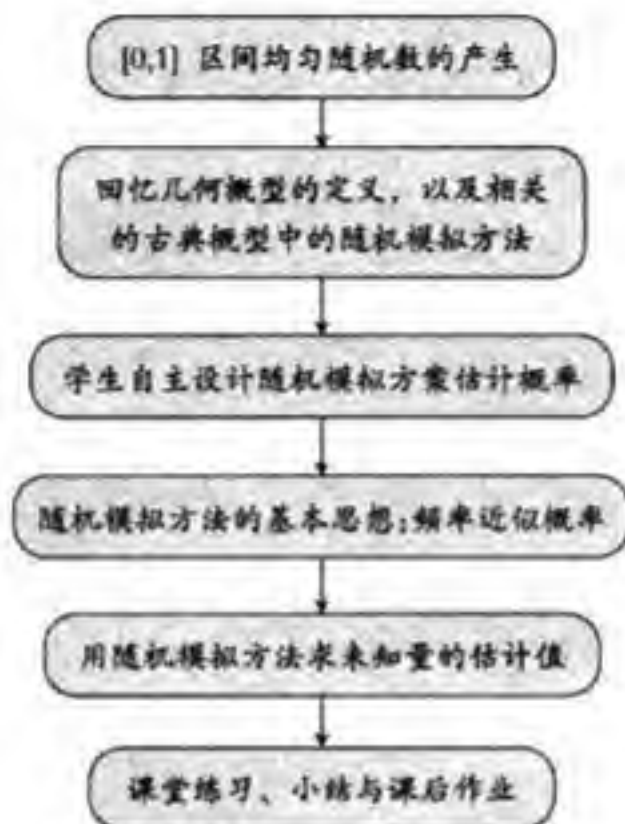 [0,1] 区间均匀随机数的产生
回忆几何概型的定义，以及相关
的古典概型中的随机模拟方法
学生自主设计随机模拟方案估计概率
随机模拟方法的基本思想:频率近似概率
用随机模拟方法求未知量的估计值
课堂练习、小结与课后作业